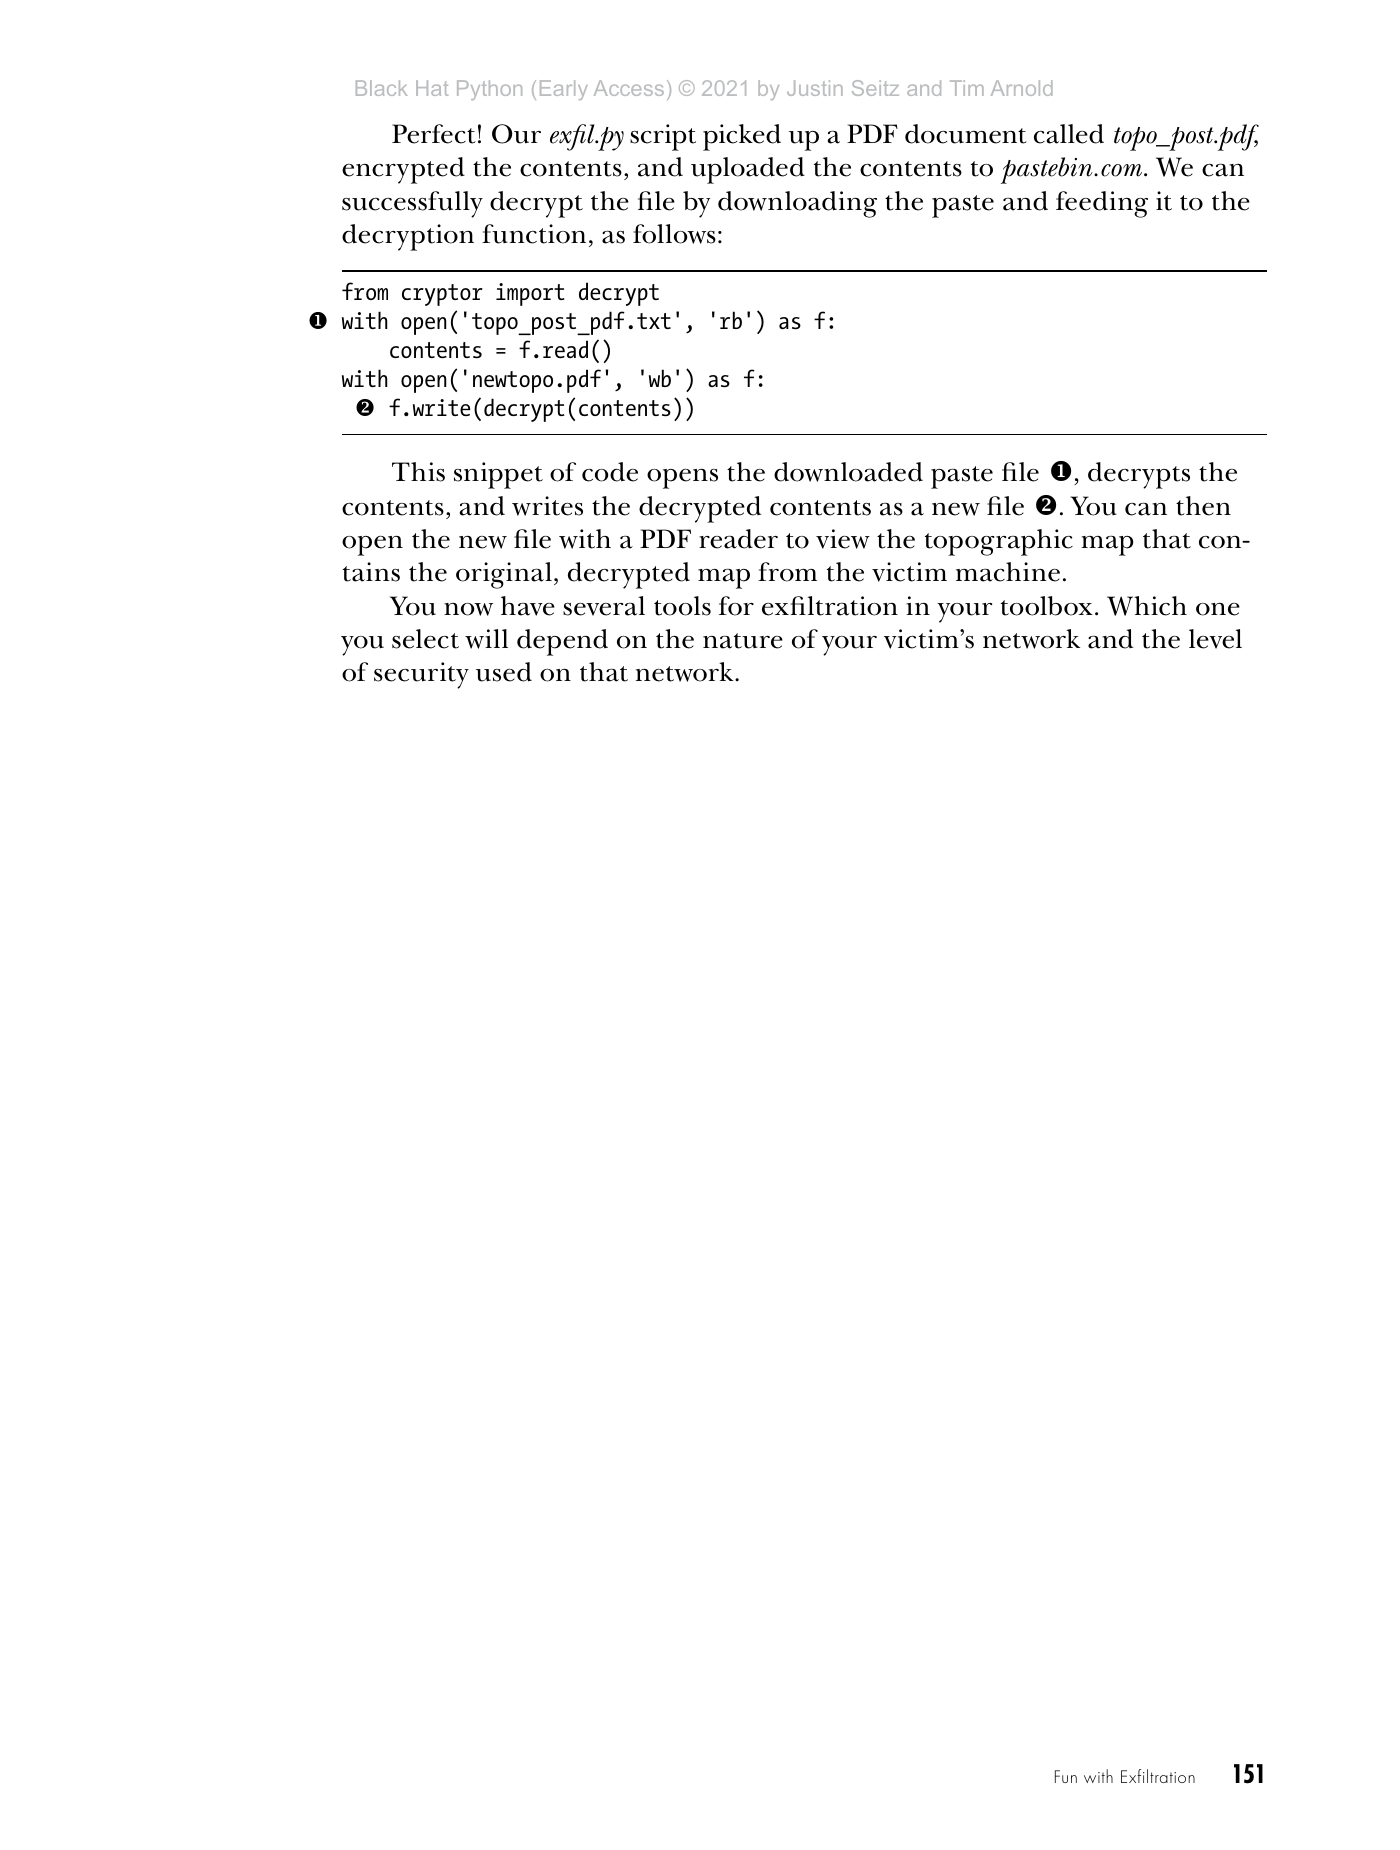 Black Hat Python (Early Access) © 2021 by Justin Seitz and Tim Arnold
Perfect! Our exfil.py script picked up a PDF document called topo_post.pdf,
encrypted the contents, and uploaded the contents to pastebin.com. We can
successfully decrypt the file by downloading the paste and feeding it to the
decryption function, as follows:
from cryptor import decrypt
❶ with open('topo_post_pdf.txt', 'rb') as f:
    contents = f.read()
with open('newtopo.pdf', 'wb') as f:
❷ f.write(decrypt(contents))
This snippet of code opens the downloaded paste file ❶, decrypts the
contents, and writes the decrypted contents as a new file ❷. You can then
open the new file with a PDF reader to view the topographic map that con-
tains the original, decrypted map from the victim machine.
You now have several tools for exfiltration in your toolbox. Which one
you select will depend on the nature of your victim’s network and the level
of security used on that network.
Fun with Exfiltration 151